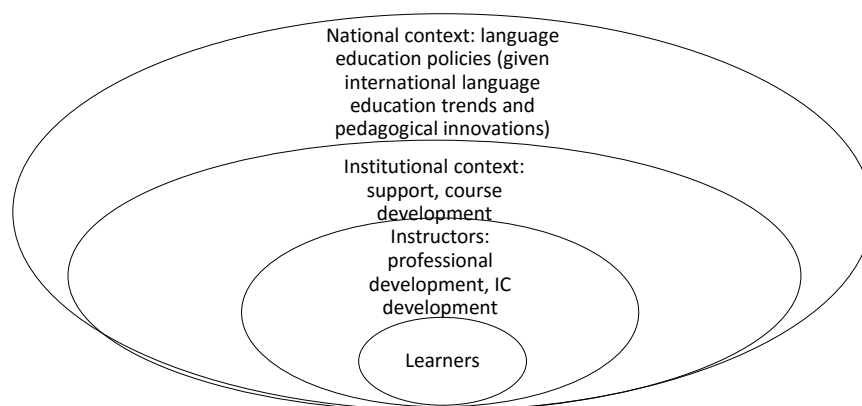 National context: language
education policies (given
international language
education trends and
pedagogical innovations)
Institutional context:
support, course
development
Instructors:
professional
development, IC
development
Learners